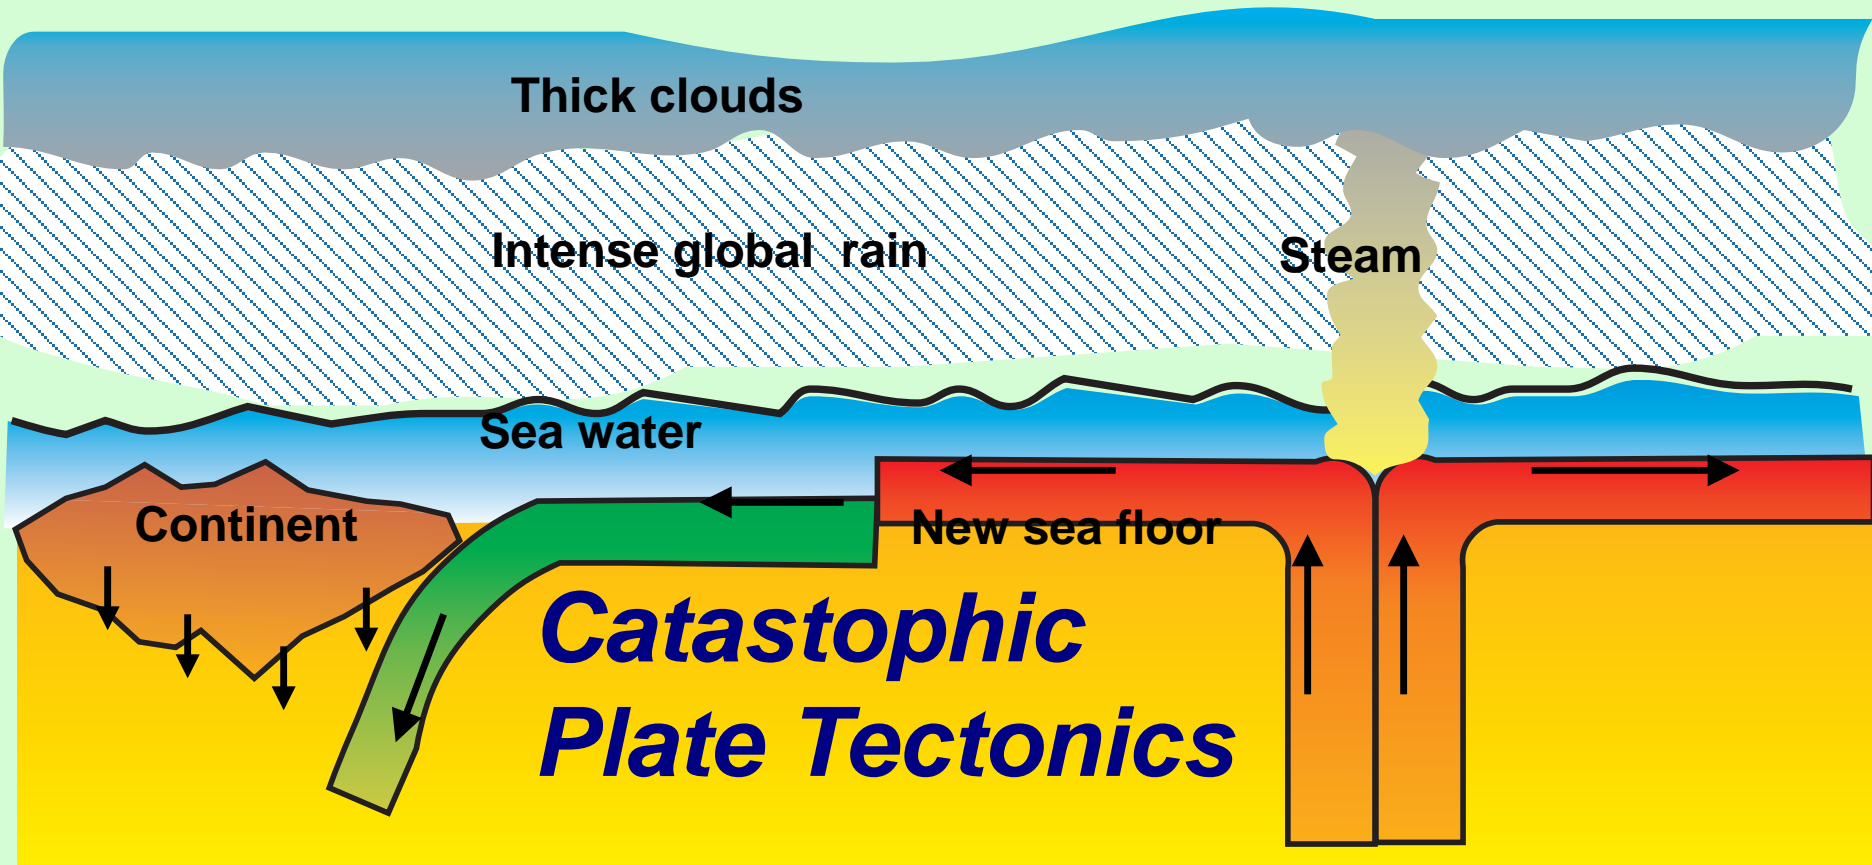 Thick clouds
Intense global rain
Steam
Sea water
Continent
New sea floor
Catastophic
Plate Tectonics